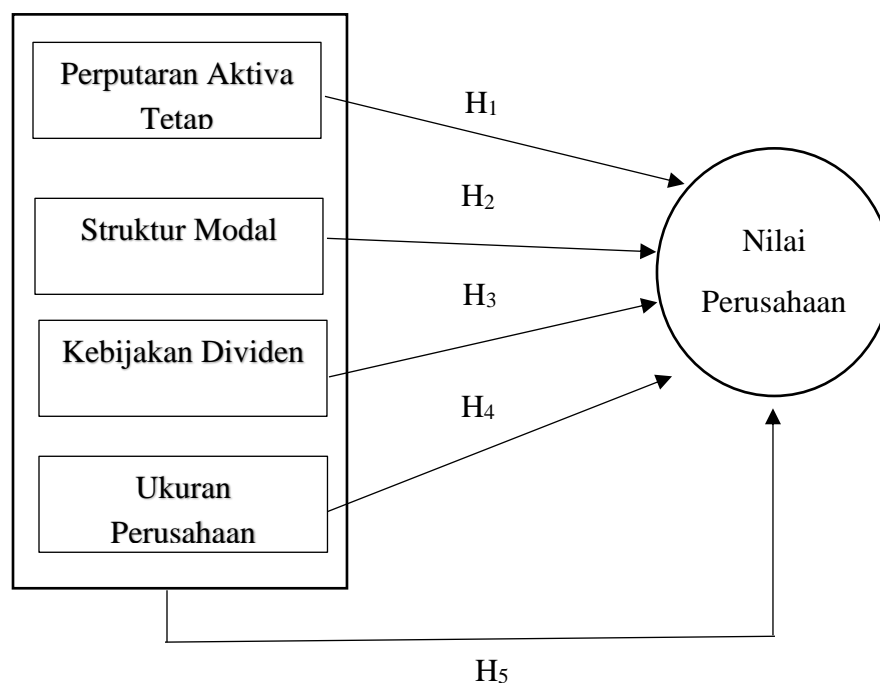 Perputaran Aktiva
Tetap
H₁
Struktur Modal
H₂
Nilai
Perusahaan
Kebijakan Dividen
H₃
Ukuran
Perusahaan
H₄
H₅